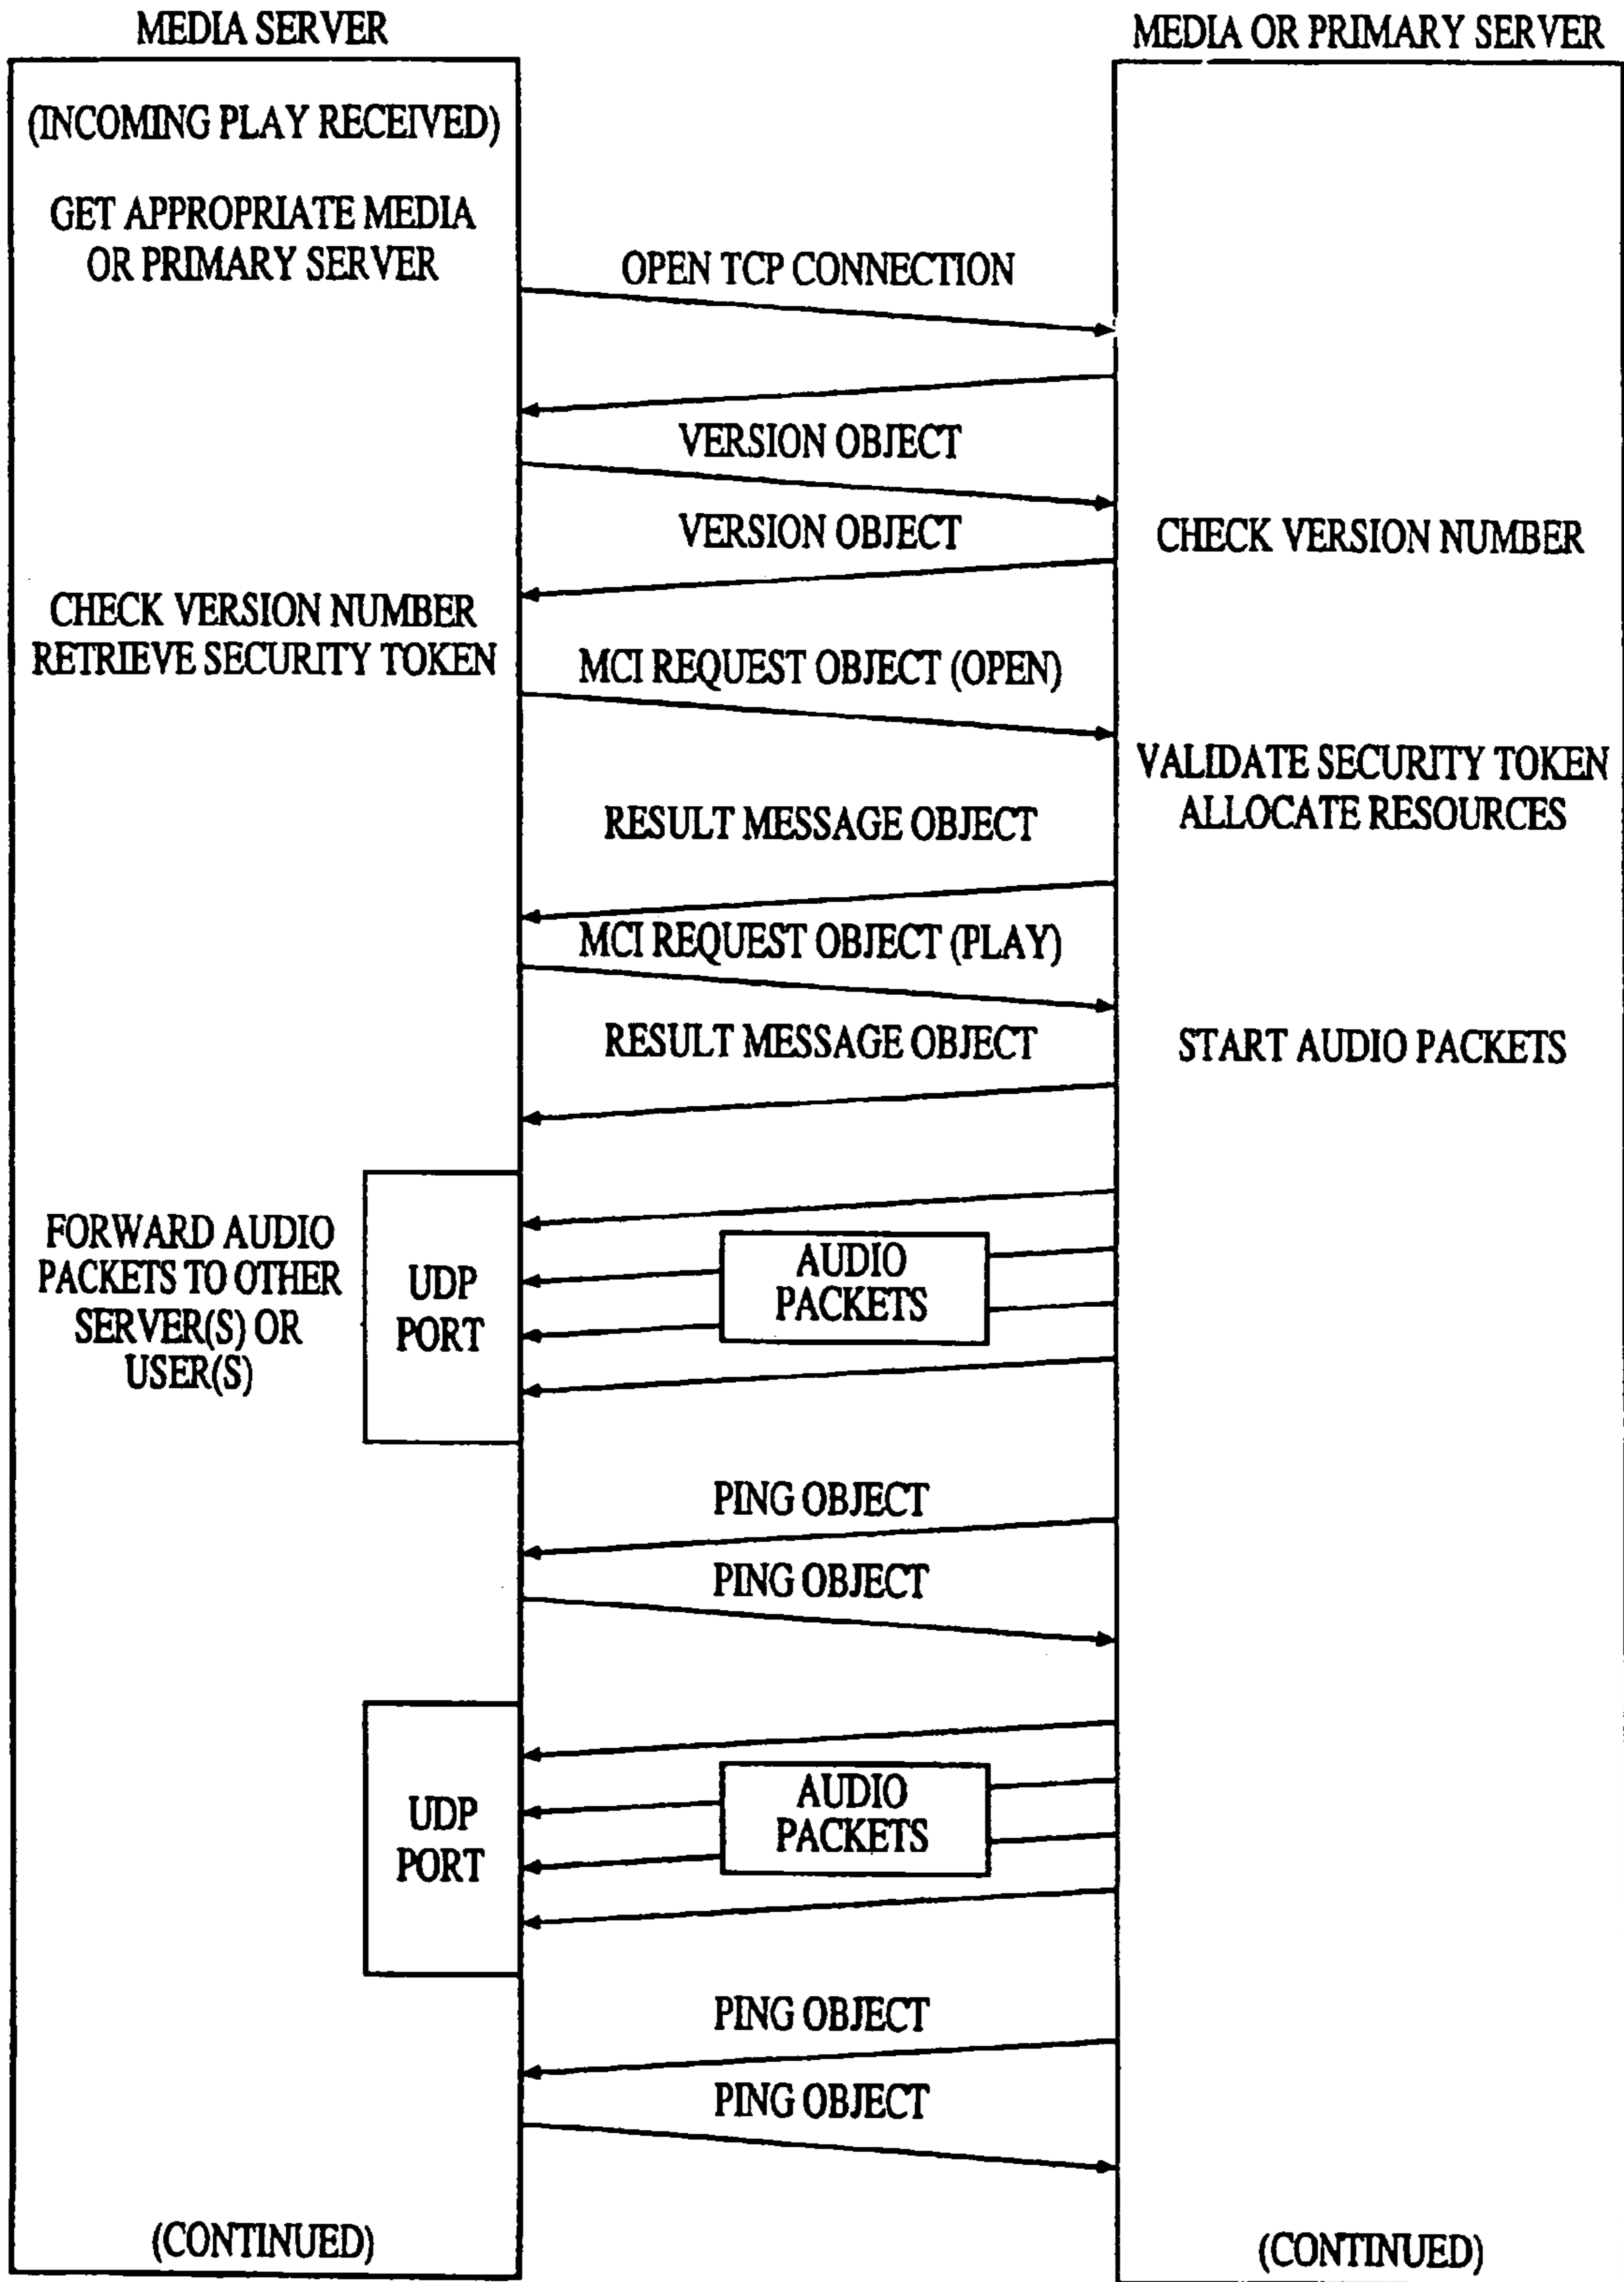 MEDIA SERVER
MEDIA OR PRIMARY SERVER
(INCOMING PLAY RECEIVED)
GET APPROPRIATE MEDIA
OR PRIMARY SERVER
OPEN TCP CONNECTION
VERSION OBJECT
VERSION OBJECT
CHECK VERSION NUMBER
CHECK VERSION NUMBER
RETRIEVE SECURITY TOKEN
MCI REQUEST OBJECT (OPEN)
VALIDATE SECURITY TOKEN
ALLOCATE RESOURCES
RESULT MESSAGE OBJECT
MCI REQUEST OBJECT (PLAY)
RESULT MESSAGE OBJECT
START AUDIO PACKETS
FORWARD AUDIO
PACKETS TO OTHER
SERVER(S) OR
USER(S)
UDP
PORT
AUDIO
PACKETS
PING OBJECT
PING OBJECT
UDP
PORT
AUDIO
PACKETS
PING OBJECT
PING OBJECT
(CONTINUED)
(CONTINUED)